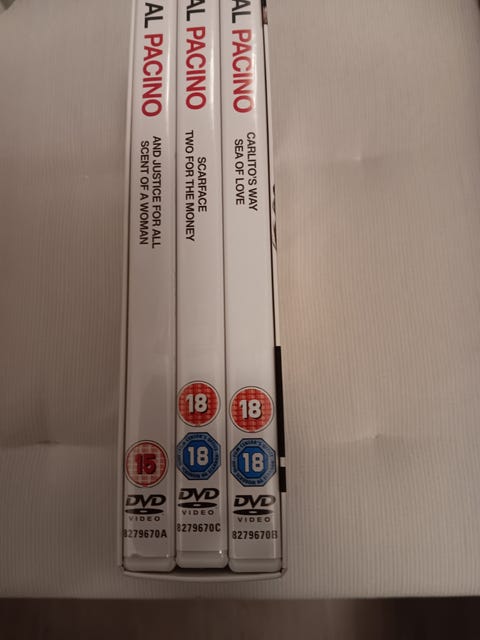 AL PACINO
AND JUSTICE FOR ALL
SCENT OF A WOMAN
15
DVD
VIDEO
8279670A
AL PACINO
SCARFACE
TWO FOR THE MONEY
18
18
DVD
VIDEO
8279670C
AL PACINO
CARLITO'S WAY
SEA OF LOVE
18
18
DVD
VIDEO
8279670B